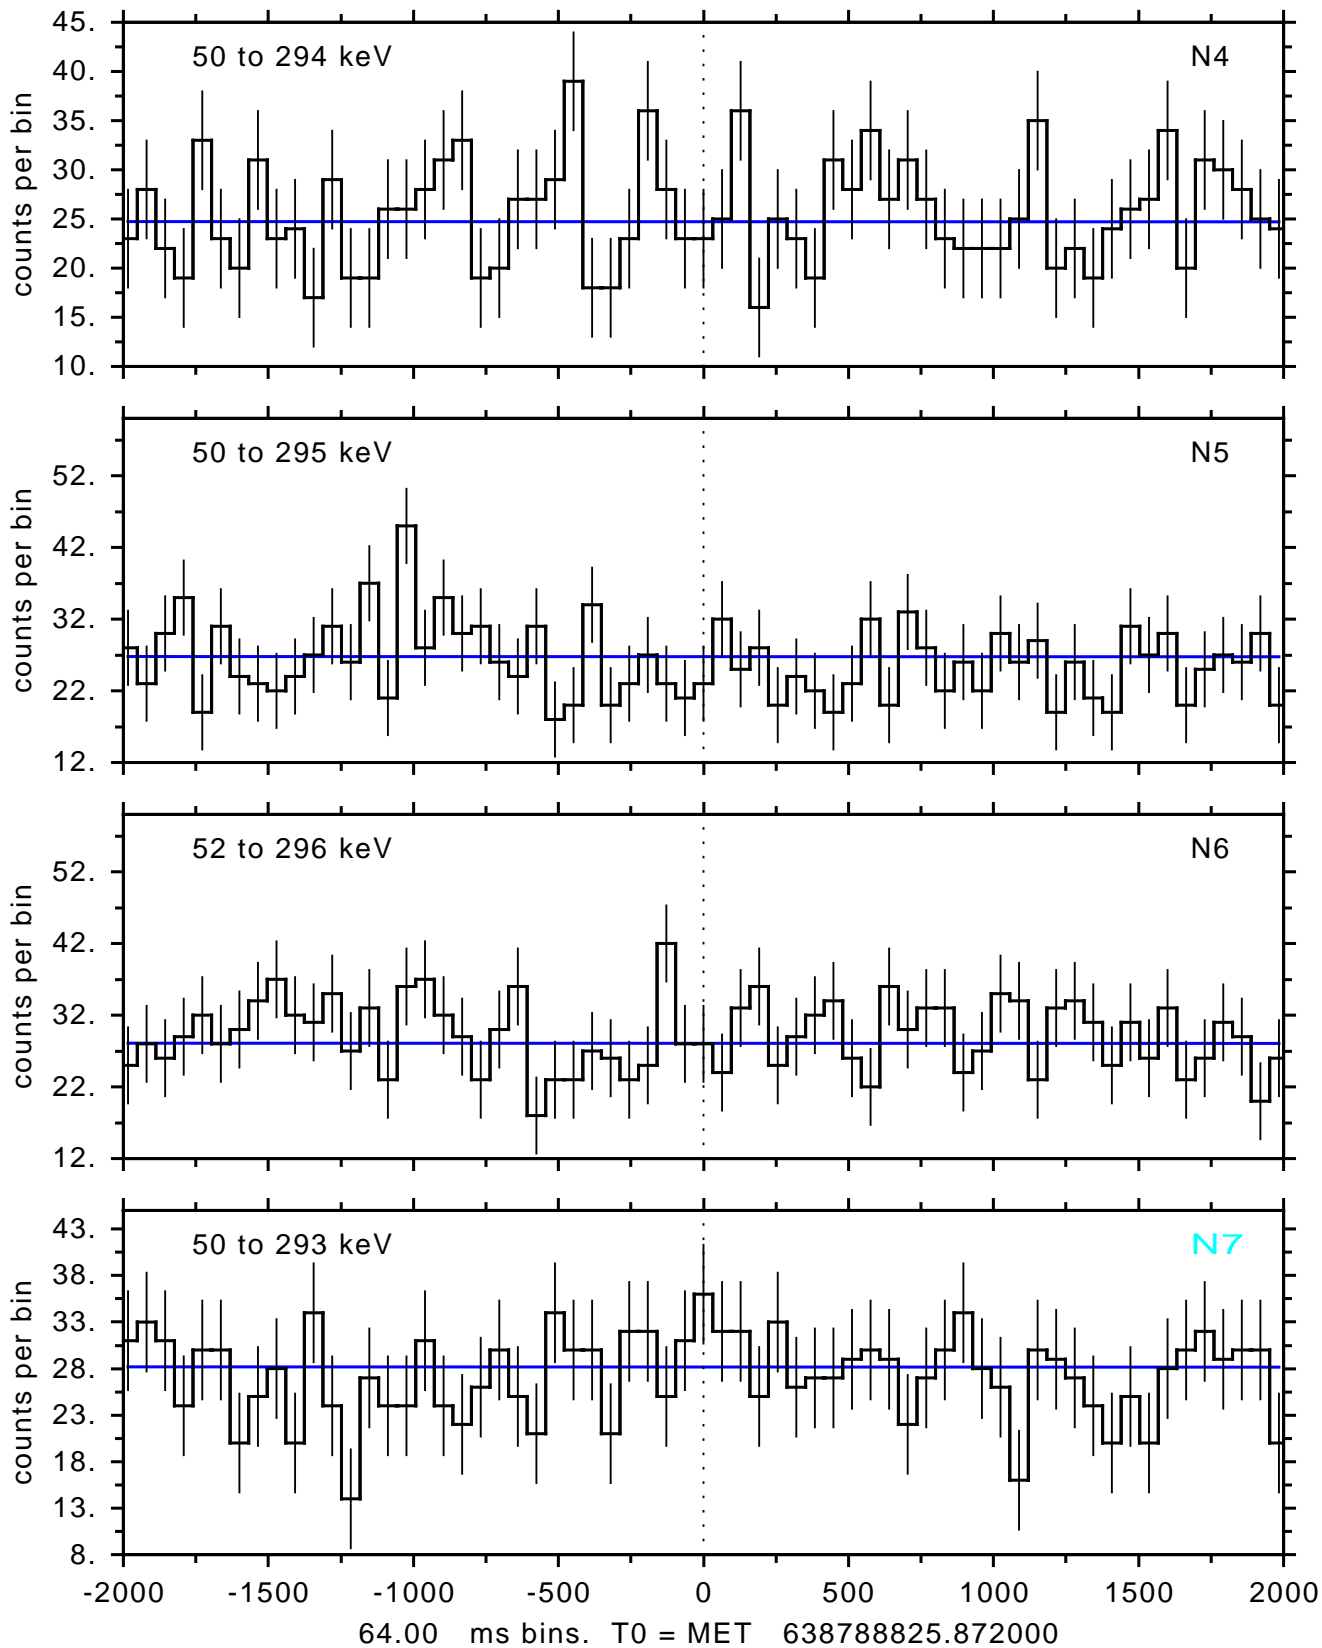 50 to 294 keV N4
counts per bin
45.
40.
35.
30.
25.
20.
15.
10.
50 to 295 keV N5
counts per bin
52.
42.
32.
22.
12.
52 to 296 keV N6
counts per bin
52.
42.
32.
22.
12.
50 to 293 keV N7
counts per bin
43.
38.
33.
28.
23.
18.
13.
8.
-2000 -1500 -1000 -500 0 500 1000 1500 2000
64.00 ms bins. T0 = MET 638788825.872000